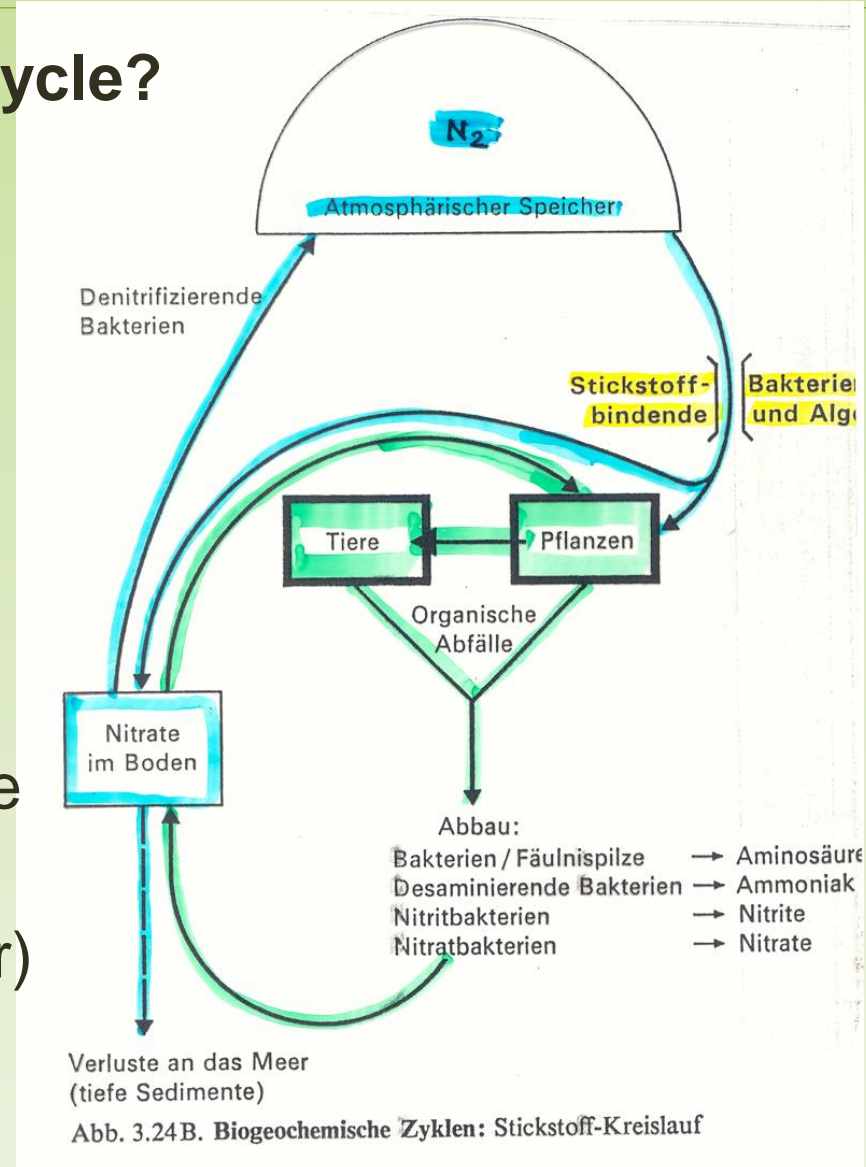 ycle?
N₂
Atmosphärischer Speicher
Denitrifizierende
Bakterien
Stickstoff-
bindende
Bakterie
und Alg
Tiere
Pflanzen
Organische
Abfälle
Nitrate
im Boden
e
Abbau:
Bakterien / Fäulnispilze → Aminosäure
Desaminierende Bakterien → Ammoniak
Nitritbakterien → Nitrite
Nitratbakterien → Nitrate
r)
Verluste an das Meer
(tiefe Sedimente)
Abb. 3.24 B. Biogeochemische Zyklen: Stickstoff-Kreislauf